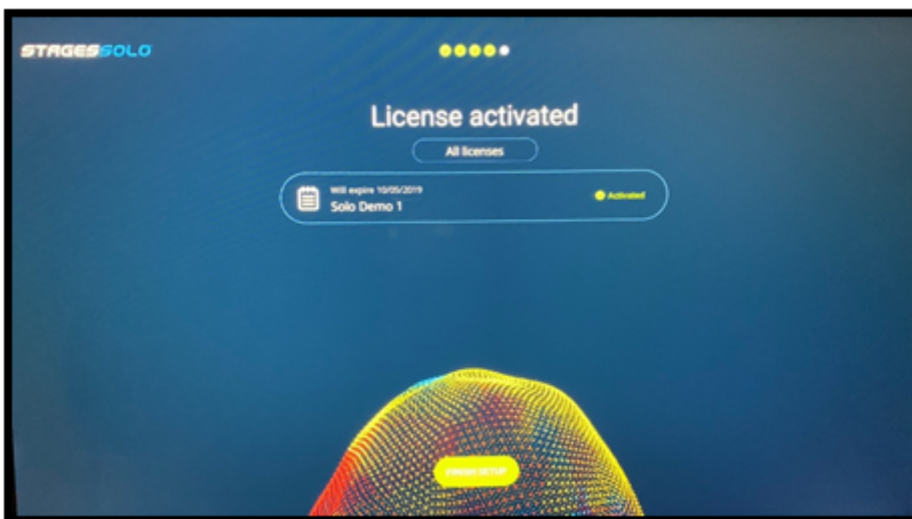 STAGESSOLO
License activated
All licenses
Will expire 10/05/2019
Solo Demo 1
Activated
FINISH SETUP